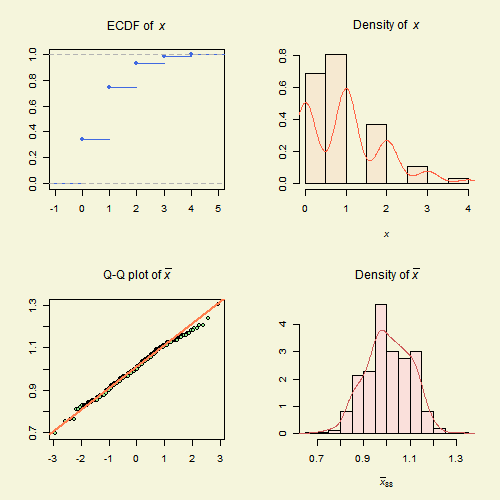 ECDF of x
Density of x
1.0
0.8
0.6
0.4
0.2
0.0
-1 0 1 2 3 4 5
0.8
0.6
0.4
0.2
0.0
0 1 2 3 4
x
Q-Q plot of x̅
Density of x̅
1.3
1.1
0.9
0.7
-3 -2 -1 0 1 2 3
4
3
2
1
0
0.7 0.9 1.1 1.3
x̅88